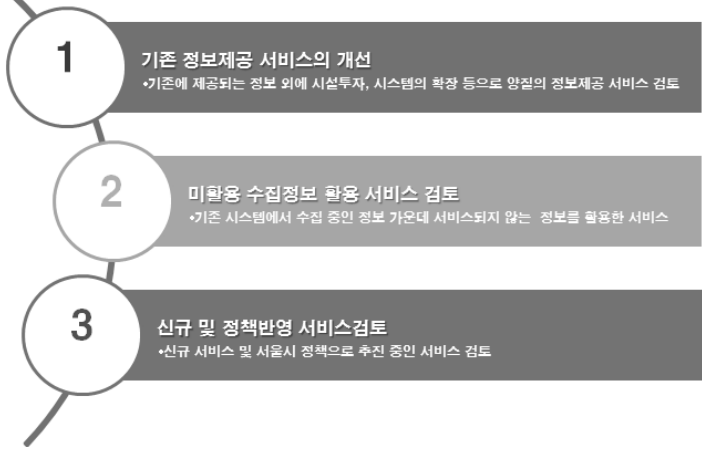 1
기존 정보제공 서비스의 개선
•기존에 제공되는 정보 외에 시설투자, 시스템의 확장 등으로 양질의 정보제공 서비스 검토
2
미활용 수집정보 활용 서비스 검토
•기존 시스템에서 수집 중인 정보 가운데 서비스되지 않는 정보를 활용한 서비스
3
신규 및 정책반영 서비스검토
•신규 서비스 및 서울시 정책으로 추진 중인 서비스 검토